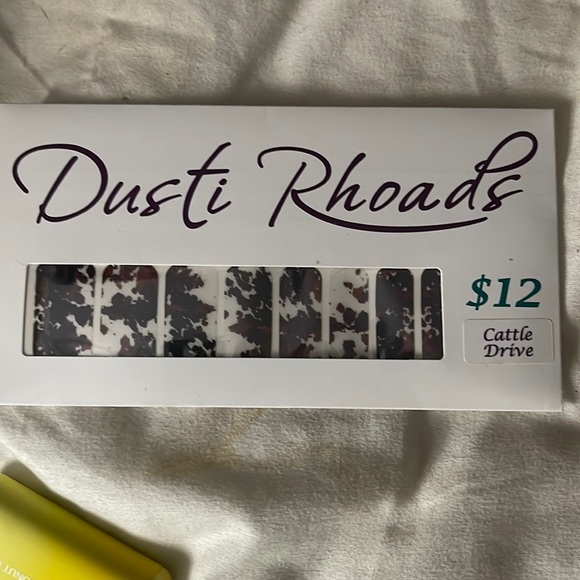 Dusti Rhoads
$12
Cattle
Drive